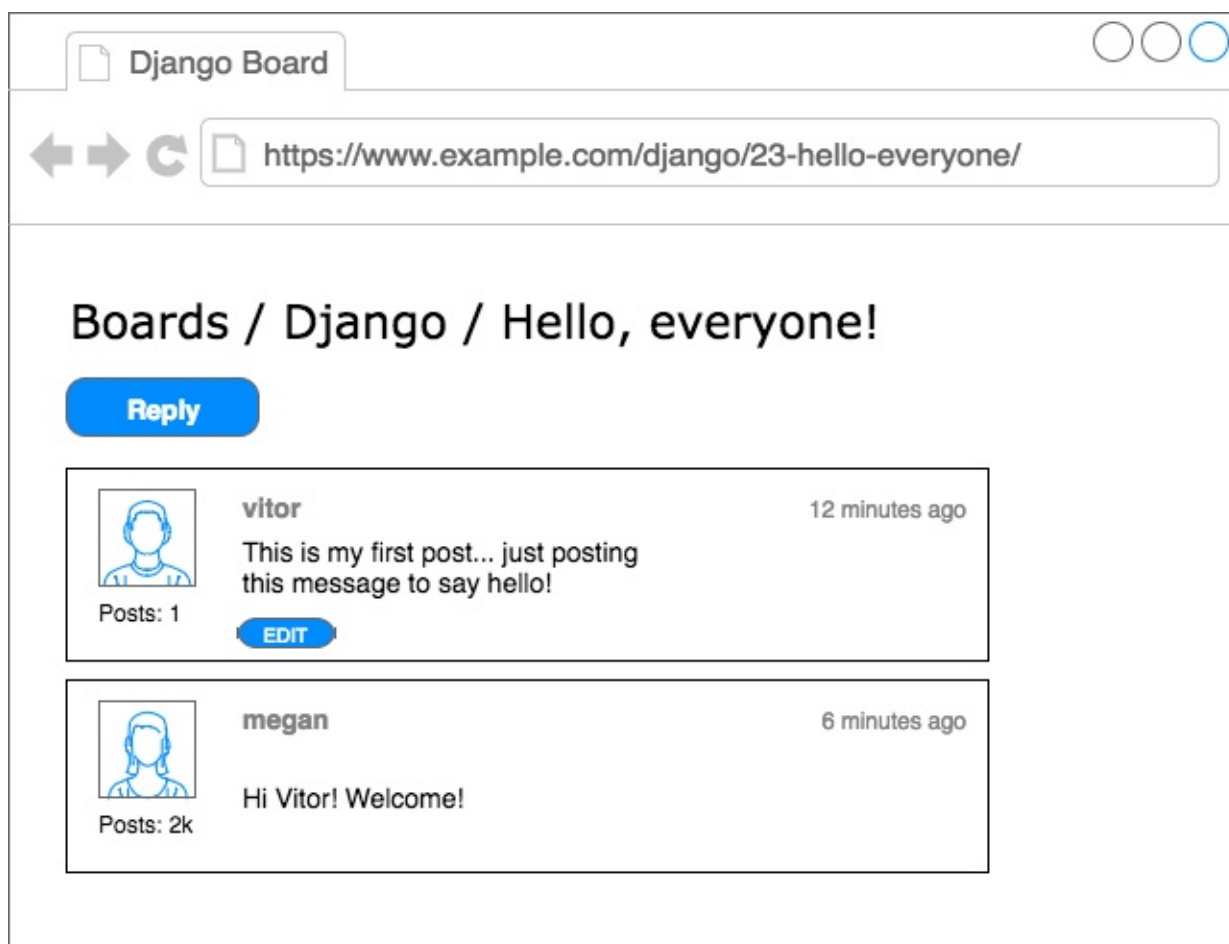 Django Board
https://www.example.com/django/23-hello-everyone/
Boards / Django / Hello, everyone!
Reply
vitor
12 minutes ago
This is my first post... just posting
this message to say hello!
Posts: 1
EDIT
megan
6 minutes ago
Hi Vitor! Welcome!
Posts: 2k